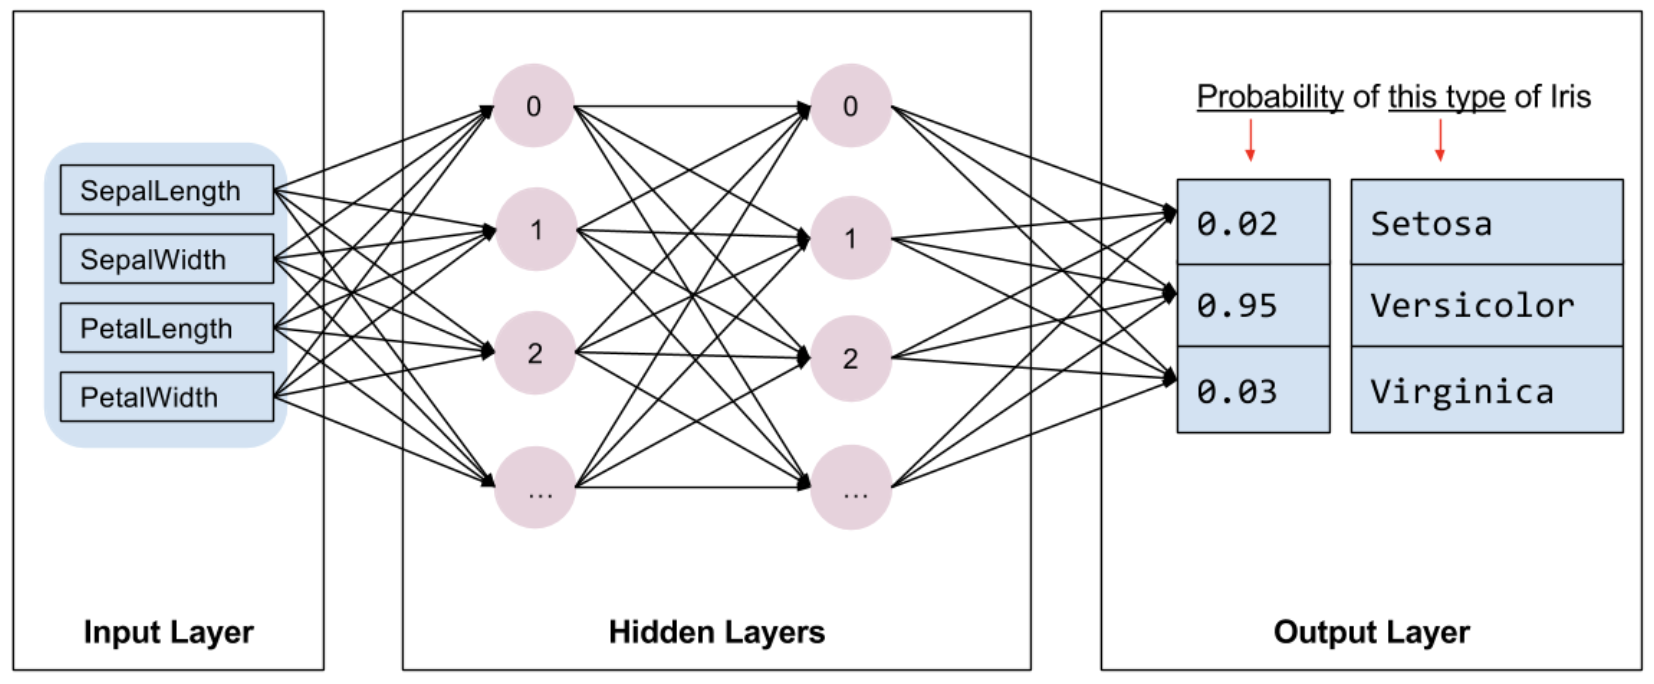 SepalLength
SepalWidth
PetalLength
PetalWidth
Input Layer
0
1
2
...
0
1
2
...
Hidden Layers
Probability of this type of Iris
0.02 Setosa
0.95 Versicolor
0.03 Virginica
Output Layer